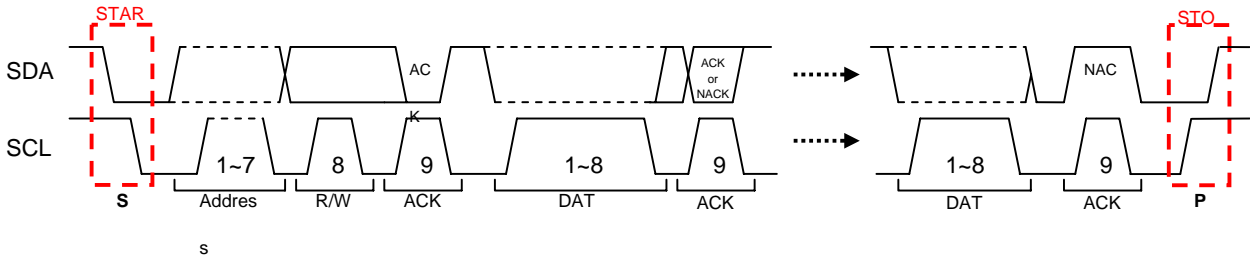 STAR
STO
SDA
AC
K
ACK
or
NACK
NAC
SCL
1~7
8
9
1~8
9
1~8
9
S
Addres
s
R/W
ACK
DAT
ACK
DAT
ACK
P